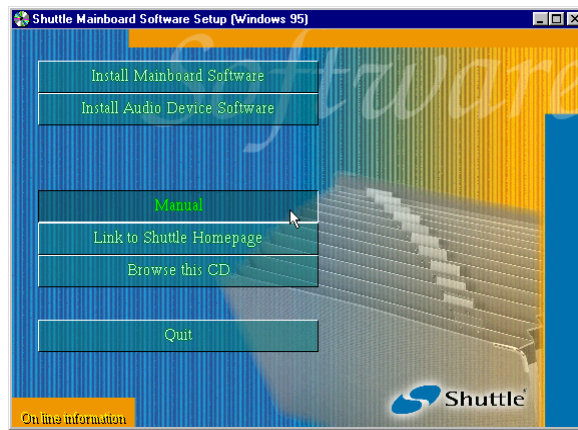 Shuttle Mainboard Software Setup (Windows 95)
Software
Install Mainboard Software
Install Audio Device Software
Manual
Link to Shuttle Homepage
Browse this CD
Quit
Shuttle
On line information